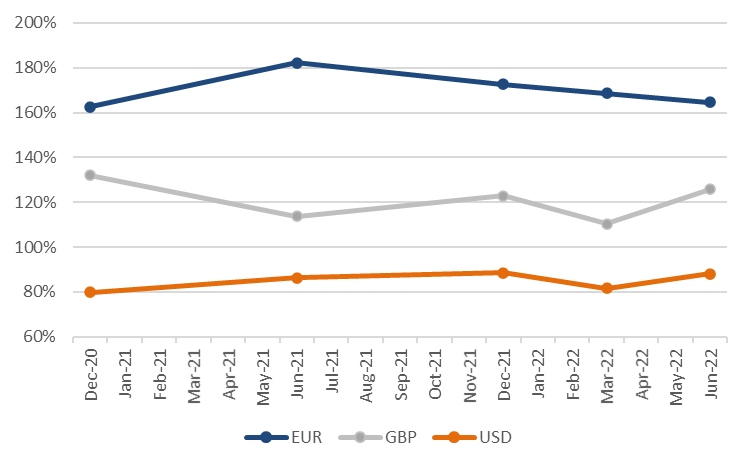 200%
180%
160%
140%
120%
100%
80%
60%
Dec-20
Jan-21
Feb-21
Mar-21
Apr-21
May-21
Jun-21
Jul-21
Aug-21
Sep-21
Oct-21
Nov-21
Dec-21
Jan-22
Feb-22
Mar-22
Apr-22
May-22
Jun-22
EUR GBP USD